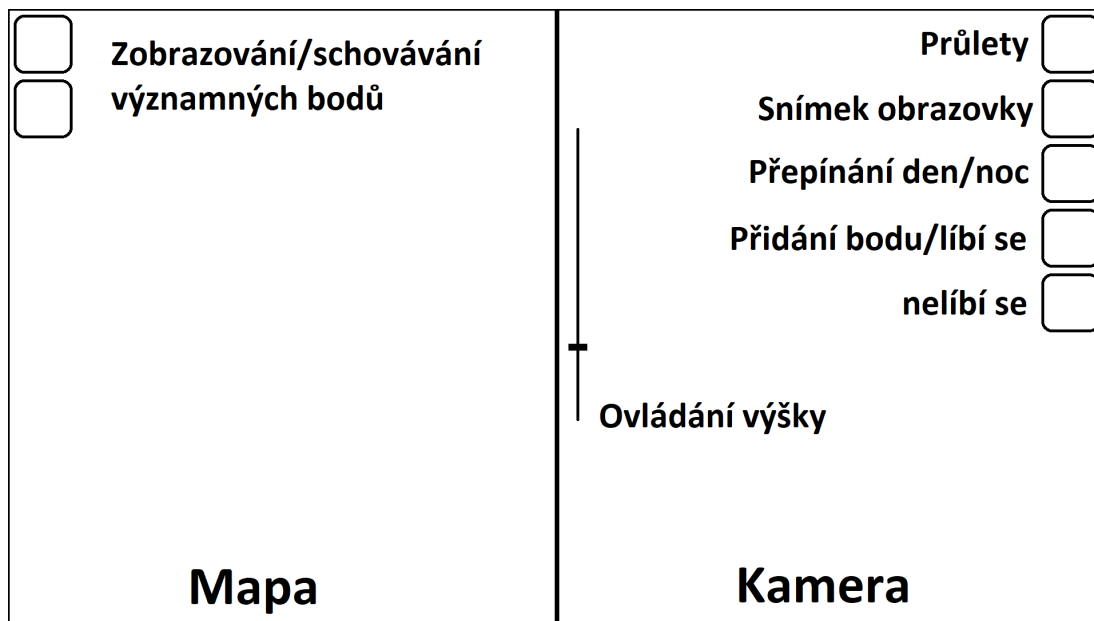 Zobrazování/schovávání
významných bodů
Mapa
Průlety
Snímek obrazovky
Přepínání den/noc
Přidání bodu/líbí se
nelíbí se
Ovládání výšky
Kamera